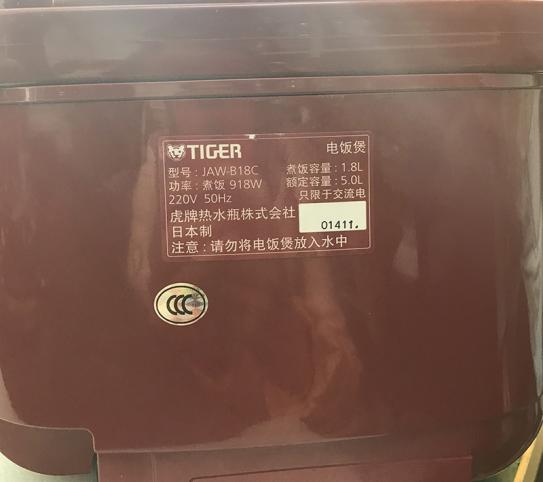 TIGER 电饭煲
型号：JAW-B18C 煮饭容量：1.8L
功率：煮饭 918W 额定容量：5.0L
220V 50Hz 只限于交流电
虎牌热水瓶株式会社
日本制 01411.
注意：请勿将电饭煲放入水中
CCC